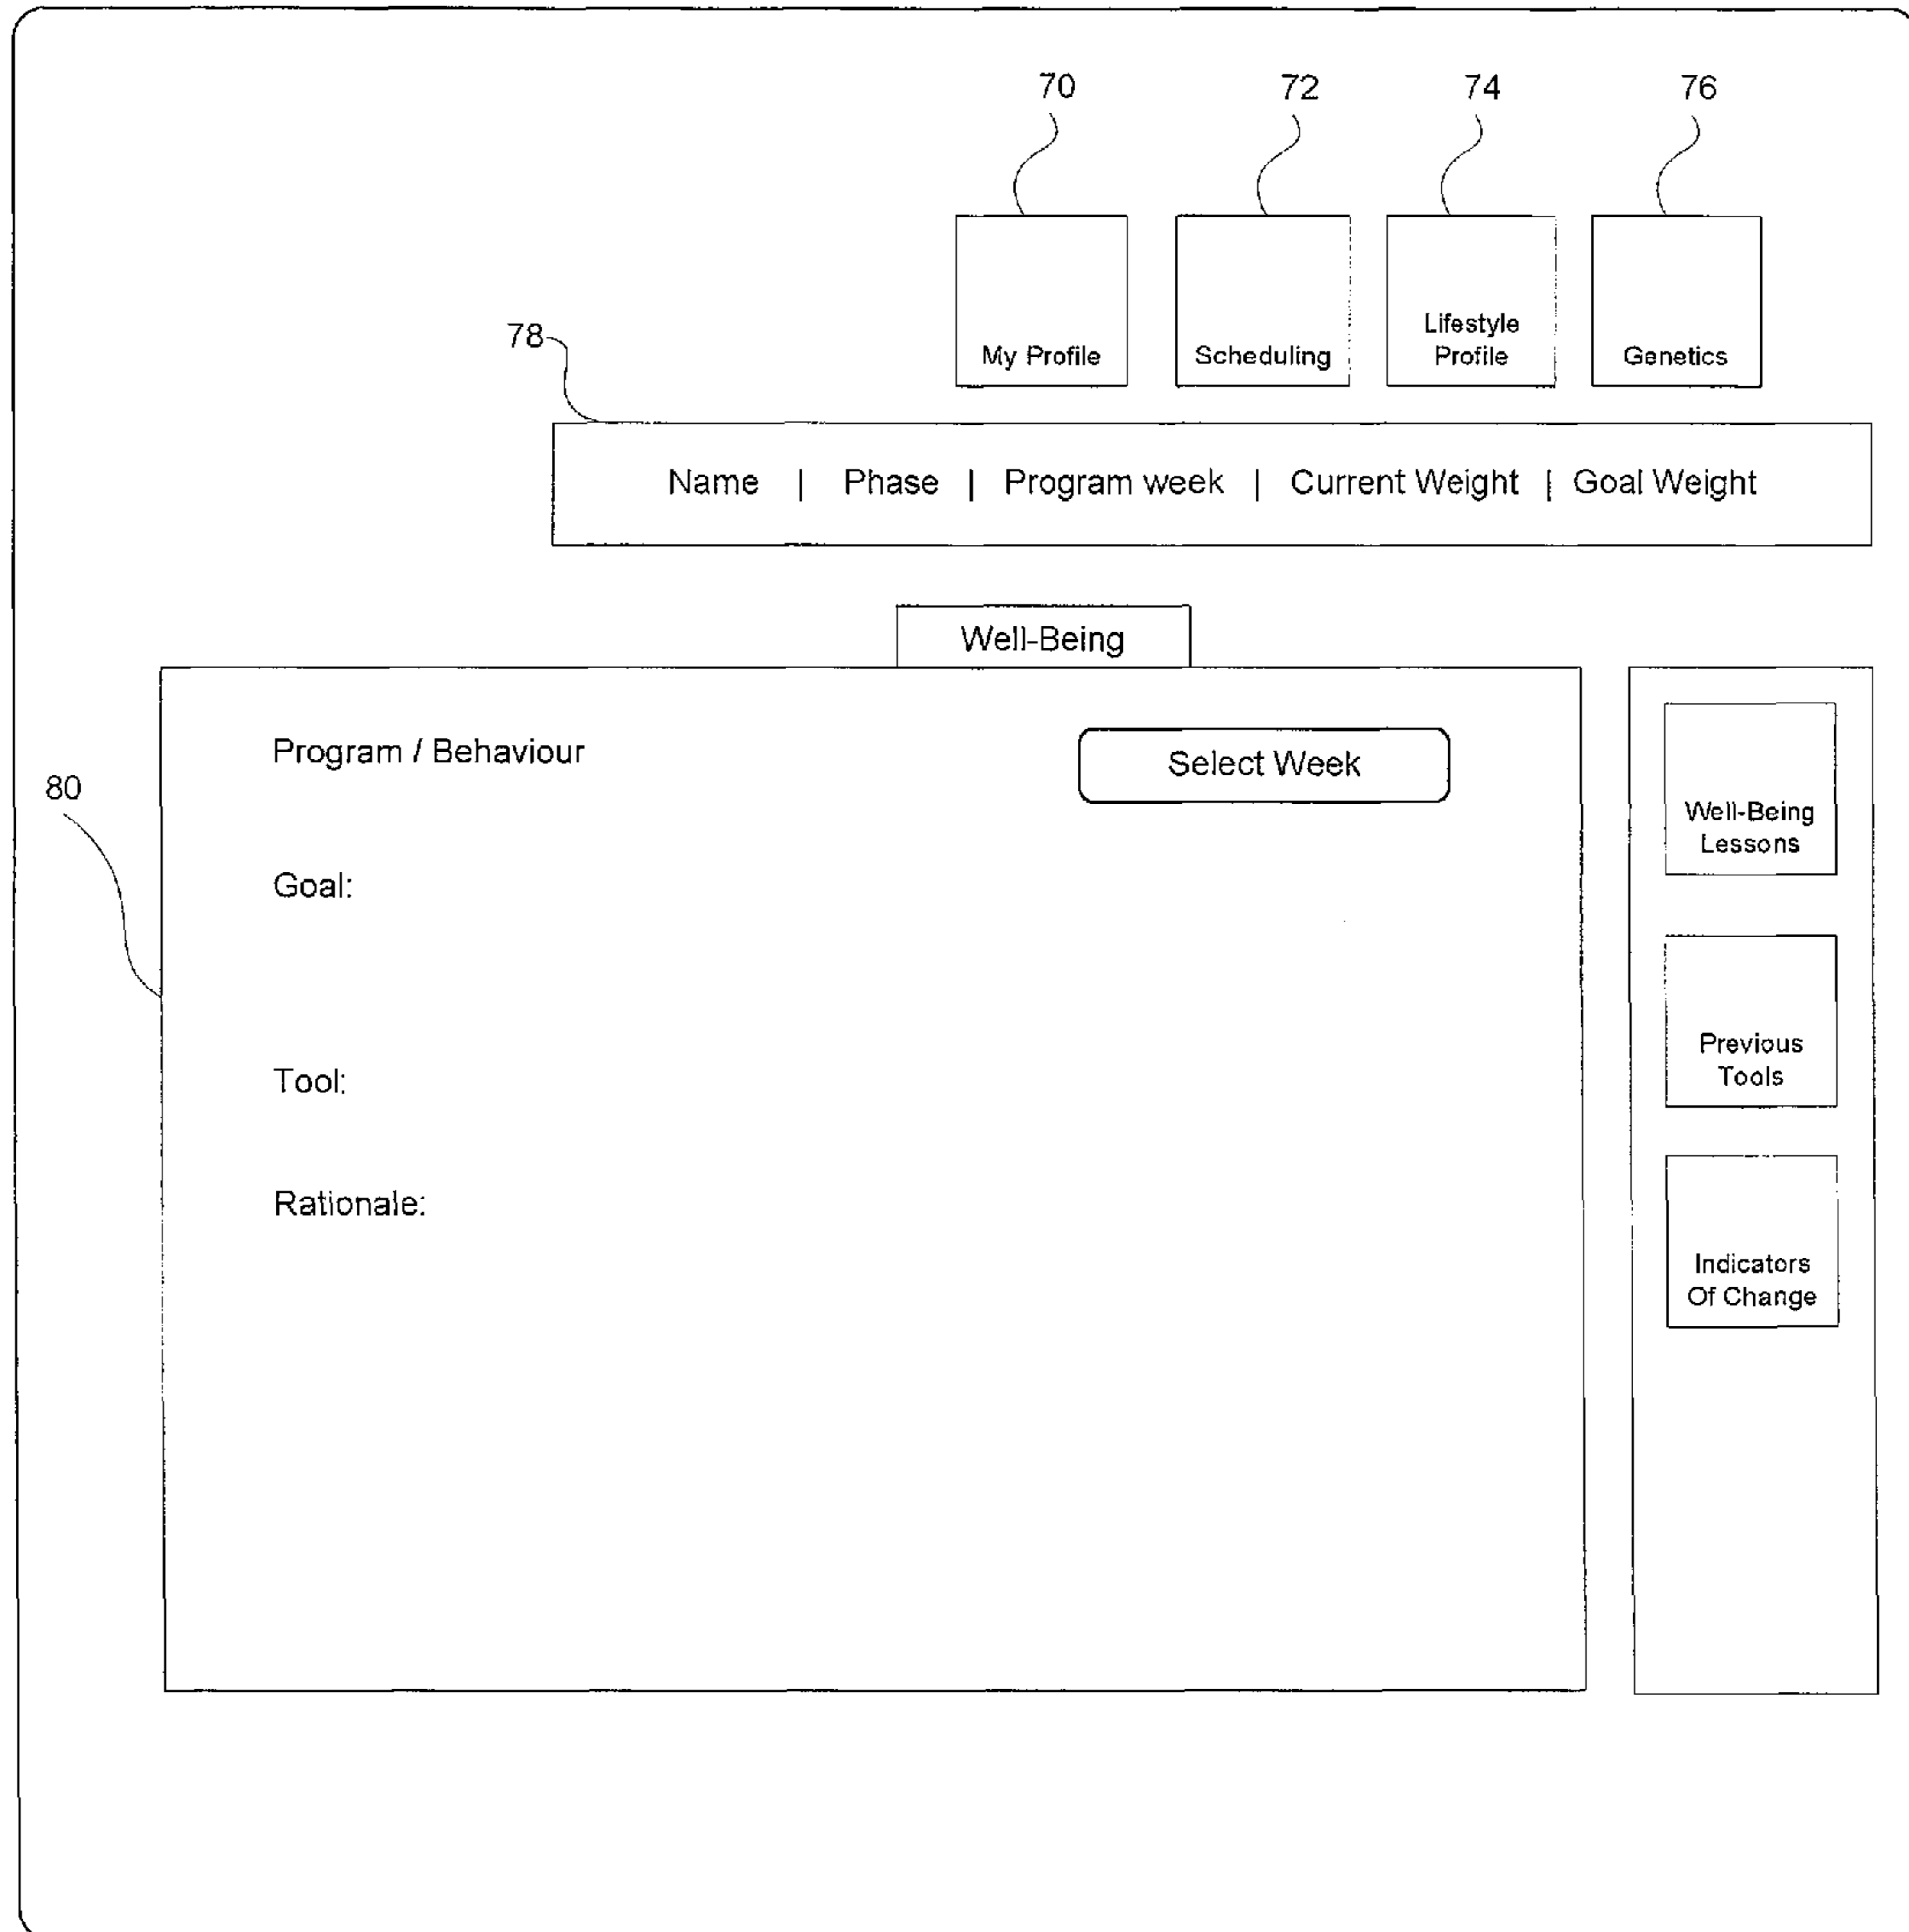 70 72 74 76
My Profile
Scheduling
Lifestyle
Profile
Genetics
78
Name | Phase | Program week | Current Weight | Goal Weight
Well-Being
80
Program / Behaviour
Select Week
Goal:
Tool:
Rationale:
Well-Being
Lessons
Previous
Tools
Indicators
Of Change